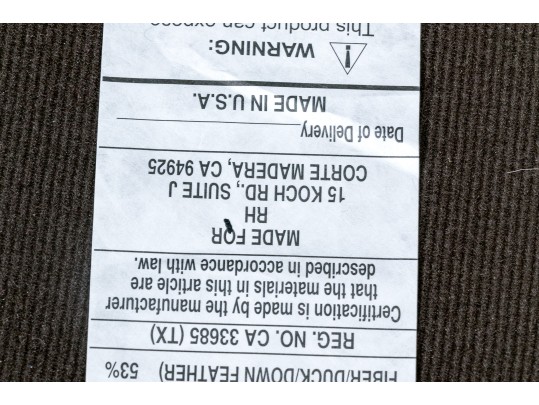 FIBER/DUCK/DOWN FEATHER) 53%
REG. NO. CA 33685 (TX)
Certification is made by the manufacturer
that the materials in this article are
described in accordance with law.
MADE FOR
RH
15 KOCH RD., SUITE J
CORTE MADERA, CA 94925
Date of Delivery
MADE IN U.S.A.
WARNING:
This product can expose